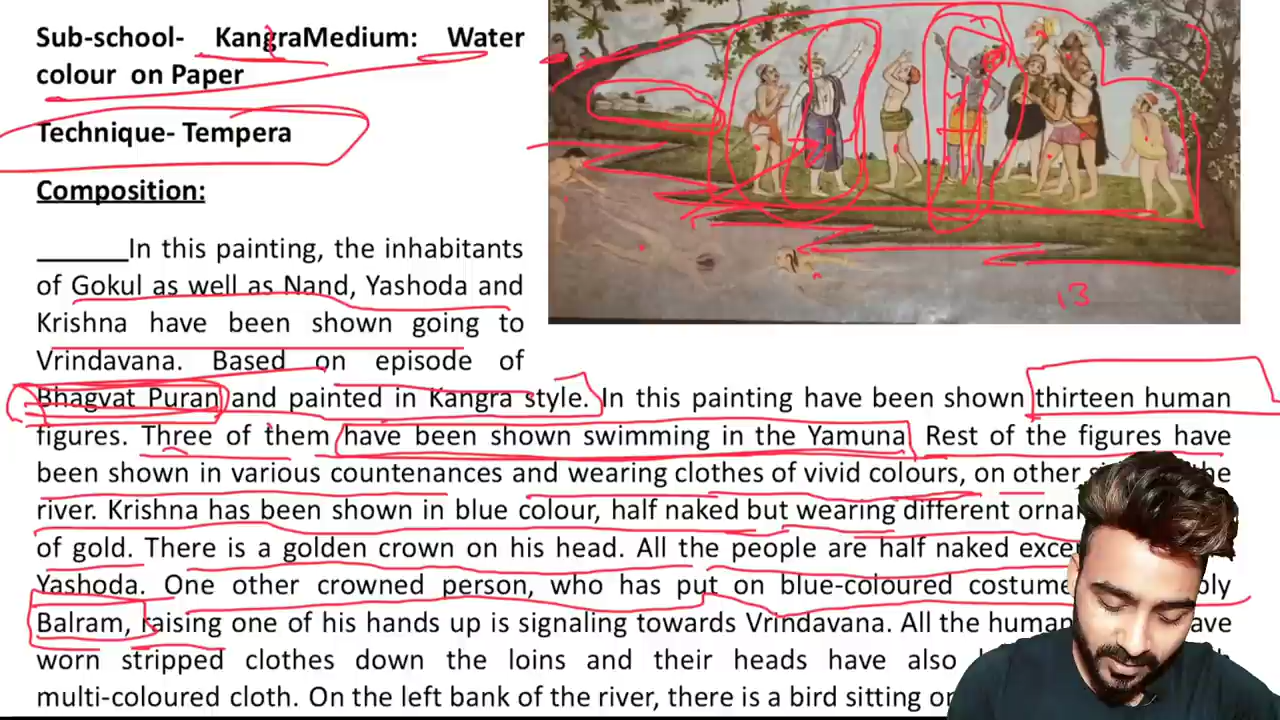 Sub-school- KangraMedium: Water
colour on Paper
Technique- Tempera
Composition:
______In this painting, the inhabitants
of Gokul as well as Nand, Yashoda and
Krishna have been shown going to
Vrindavana. Based on episode of
Bhagvat Puran and painted in Kangra style. In this painting have been shown thirteen human
figures. Three of them have been shown swimming in the Yamuna. Rest of the figures have
been shown in various countenances and wearing clothes of vivid colours, on other
river. Krishna has been shown in blue colour, half naked but wearing different
of gold. There is a golden crown on his head. All the people are half naked
Yashoda. One other crowned person, who has put on blue-coloured
Balram, raising one of his hands up is signaling towards Vrindavana. All the human
worn stripped clothes down the loins and their heads have also
multi-coloured cloth. On the left bank of the river, there is a bird sitting
13